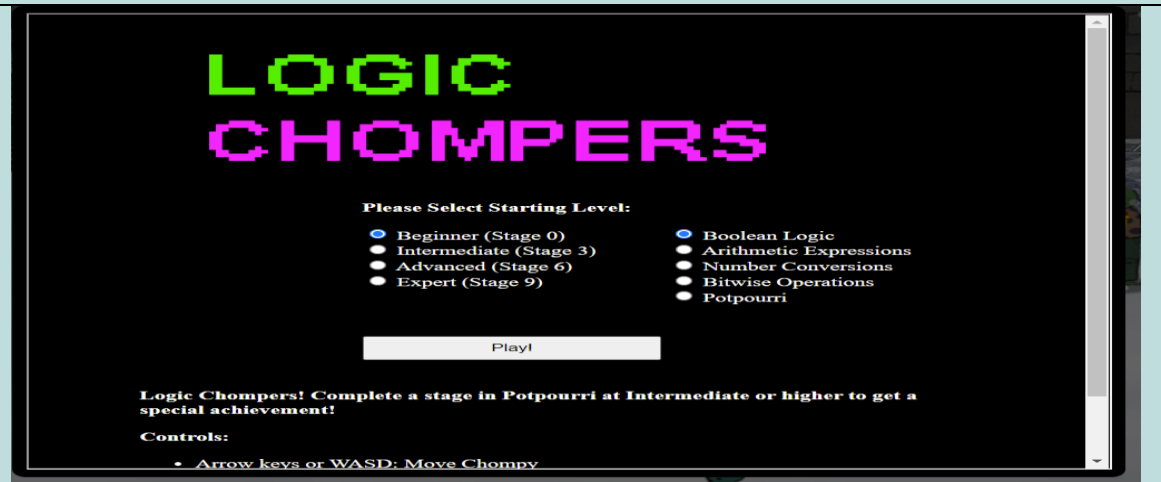 LOGIC
CHOMPERS
Please Select Starting Level:
Beginner (Stage 0)
Intermediate (Stage 3)
Advanced (Stage 6)
Expert (Stage 9)
Boolean Logic
Arithmetic Expressions
Number Conversions
Bitwise Operations
Potpourri
Play!
Logic Chompers! Complete a stage in Potpourri at Intermediate or higher to get a
special achievement!
Controls:
• Arrow keys or WASD: Move Chompy